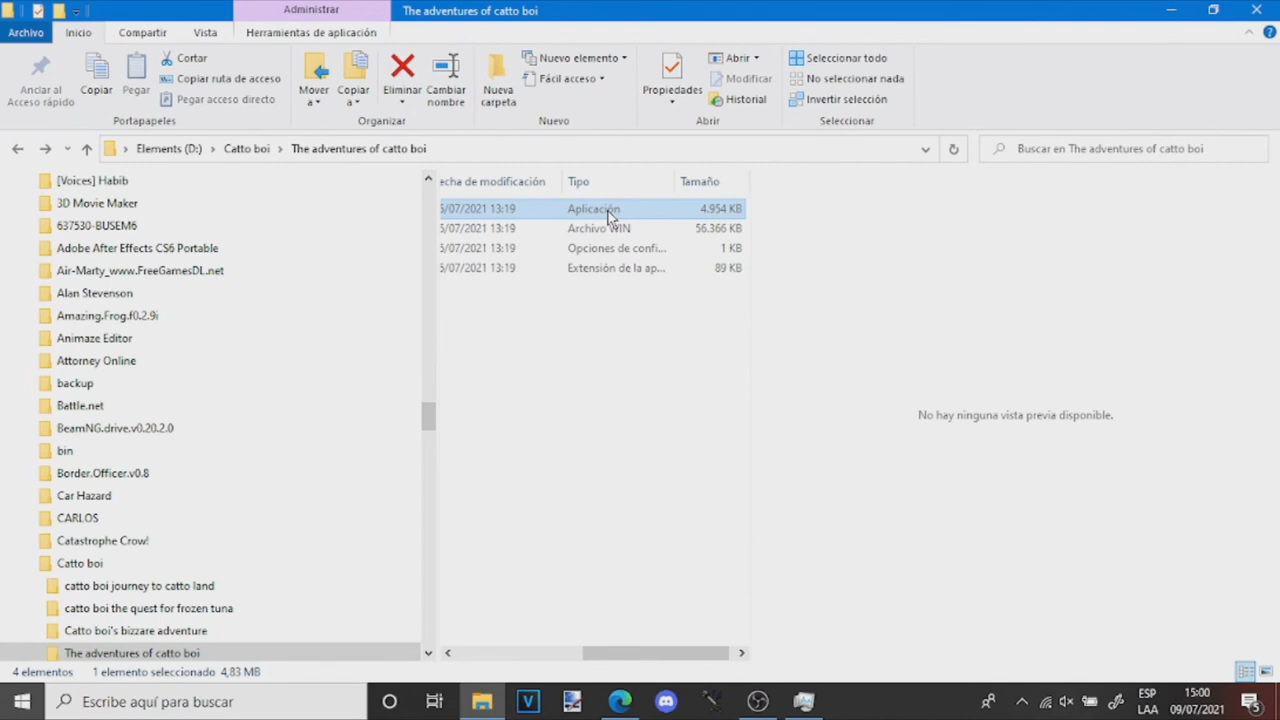 Administrar
The adventures of catto boi
Archivo
Inicio
Compartir
Vista
Herramientas de aplicación
Anclar al
Acceso rápido
Copiar
Pegar
Cortar
Copiar ruta de acceso
Pegar acceso directo
Portapapeles
Mover
a
Copiar
a
Eliminar
Cambiar
nombre
Organizar
Nueva
carpeta
Nuevo elemento
Fácil acceso
Nuevo
Propiedades
Abrir
Modificar
Historial
Abrir
Seleccionar todo
No seleccionar nada
Invertir selección
Seleccionar
Elements (D:) > Catto boi > The adventures of catto boi
Buscar en The adventures of catto boi
[Voices] Habib
3D Movie Maker
637530-BUSEM6
Adobe After Effects CS6 Portable
Air-Marty_www.FreeGamesDL.net
Alan Stevenson
Amazing.Frog.f0.2.9i
Animaze Editor
Attorney Online
backup
Battle.net
BeamNG.drive.v0.20.2.0
bin
Border.Officer.v0.8
Car Hazard
CARLOS
Catastrophe Crow!
Catto boi
catto boi journey to catto land
catto boi the quest for frozen tuna
Catto boi's bizzare adventure
The adventures of catto boi
echa de modificación Tipo Tamaño
5/07/2021 13:19 Aplicación 4.954 KB
5/07/2021 13:19 Archivo WIN 56.366 KB
5/07/2021 13:19 Opciones de confi... 1 KB
5/07/2021 13:19 Extensión de la ap... 89 KB
No hay ninguna vista previa disponible.
4 elementos 1 elemento seleccionado 4,83 MB
Escribe aquí para buscar
V
ESP
LAA
15:00
09/07/2021
5